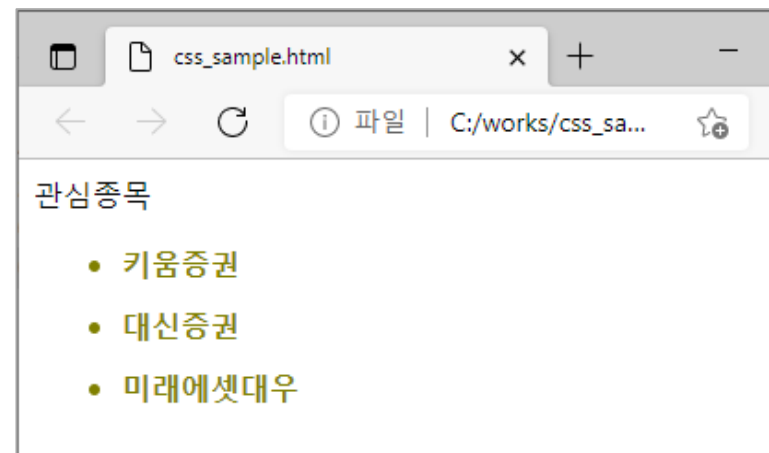 css_sample.html
파일 | C:/works/css_sa...
관심종목
• 키움증권
• 대신증권
• 미래에셋대우